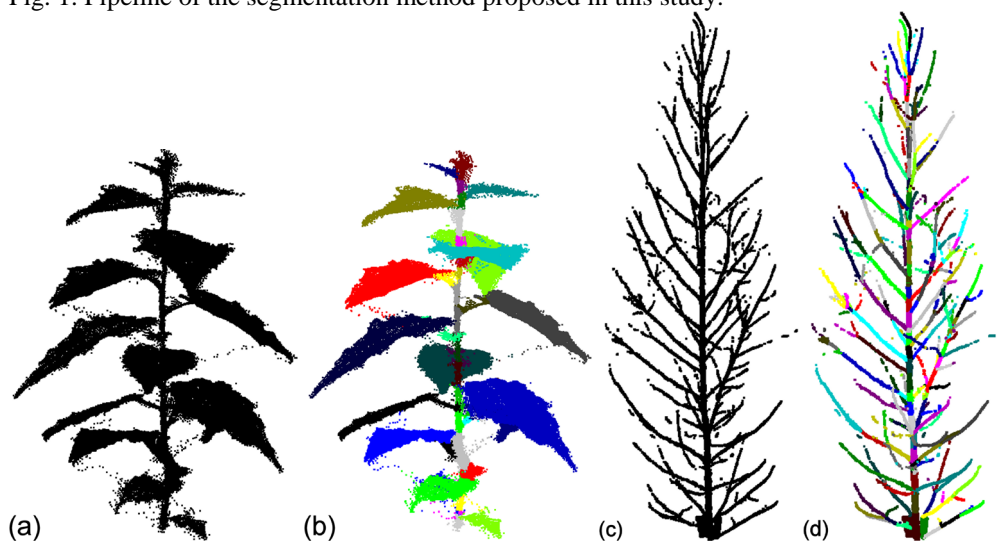 Fig. 1. Pipeline of the segmentation method proposed in this study.
(a) (b) (c) (d)